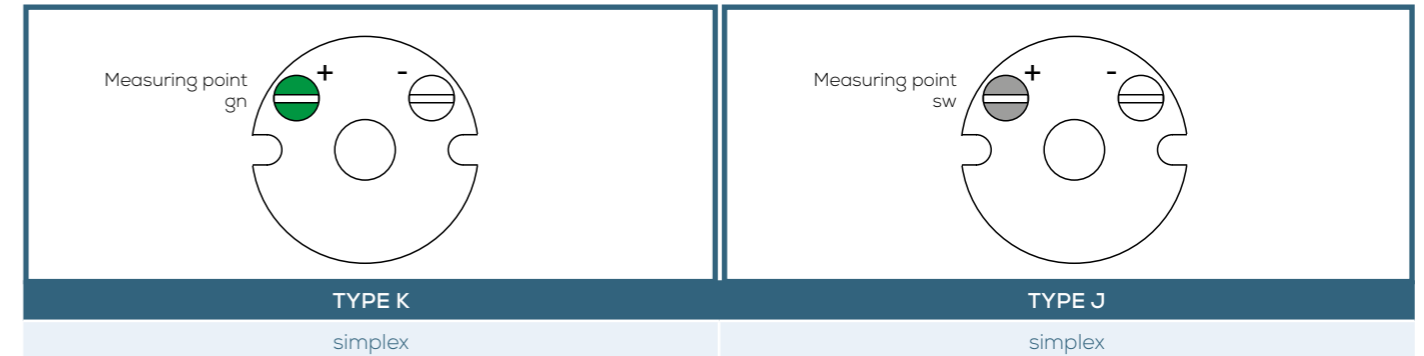 Measuring point
gn
+ -
Measuring point
sw
+ -
TYPE K
TYPE J
simplex
simplex